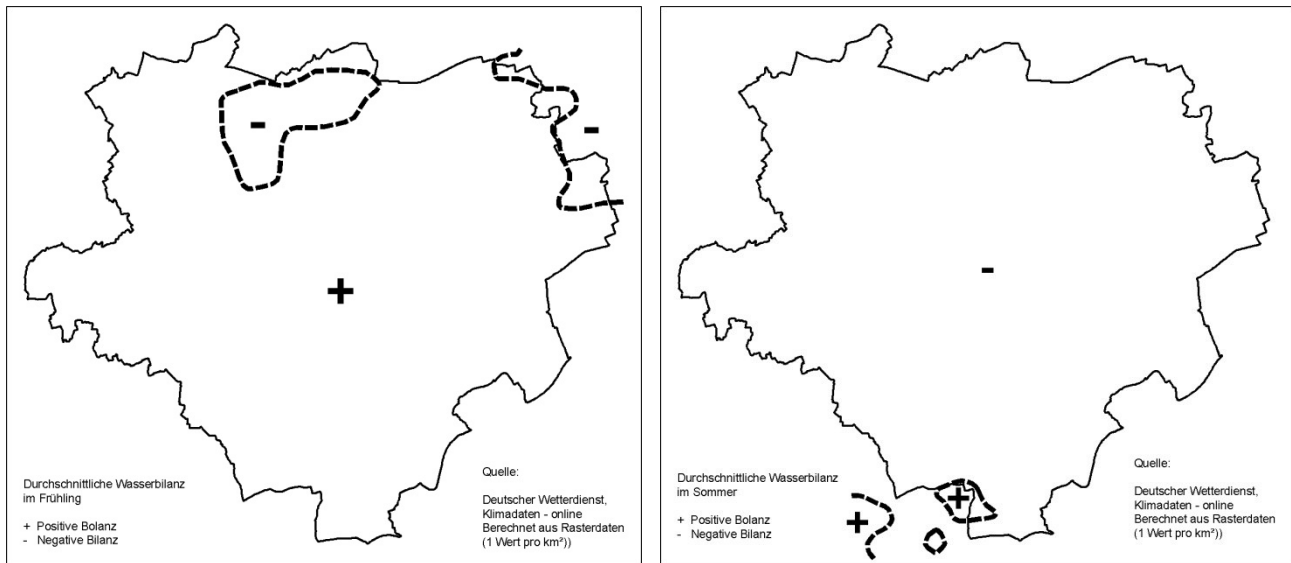 -
-
+
Durchschnittliche Wasserbilanz
im Frühling
+ Positive Bolanz
- Negative Bilanz
Quelle:
Deutscher Wetterdienst,
Klimadaten - online
Berechnet aus Rasterdaten
(1 Wert pro km²))
-
+
+
Durchschnittliche Wasserbilanz
im Sommer
+ Positive Bolanz
- Negative Bilanz
Quelle:
Deutscher Wetterdienst,
Klimadaten - online
Berechnet aus Rasterdaten
(1 Wert pro km²))